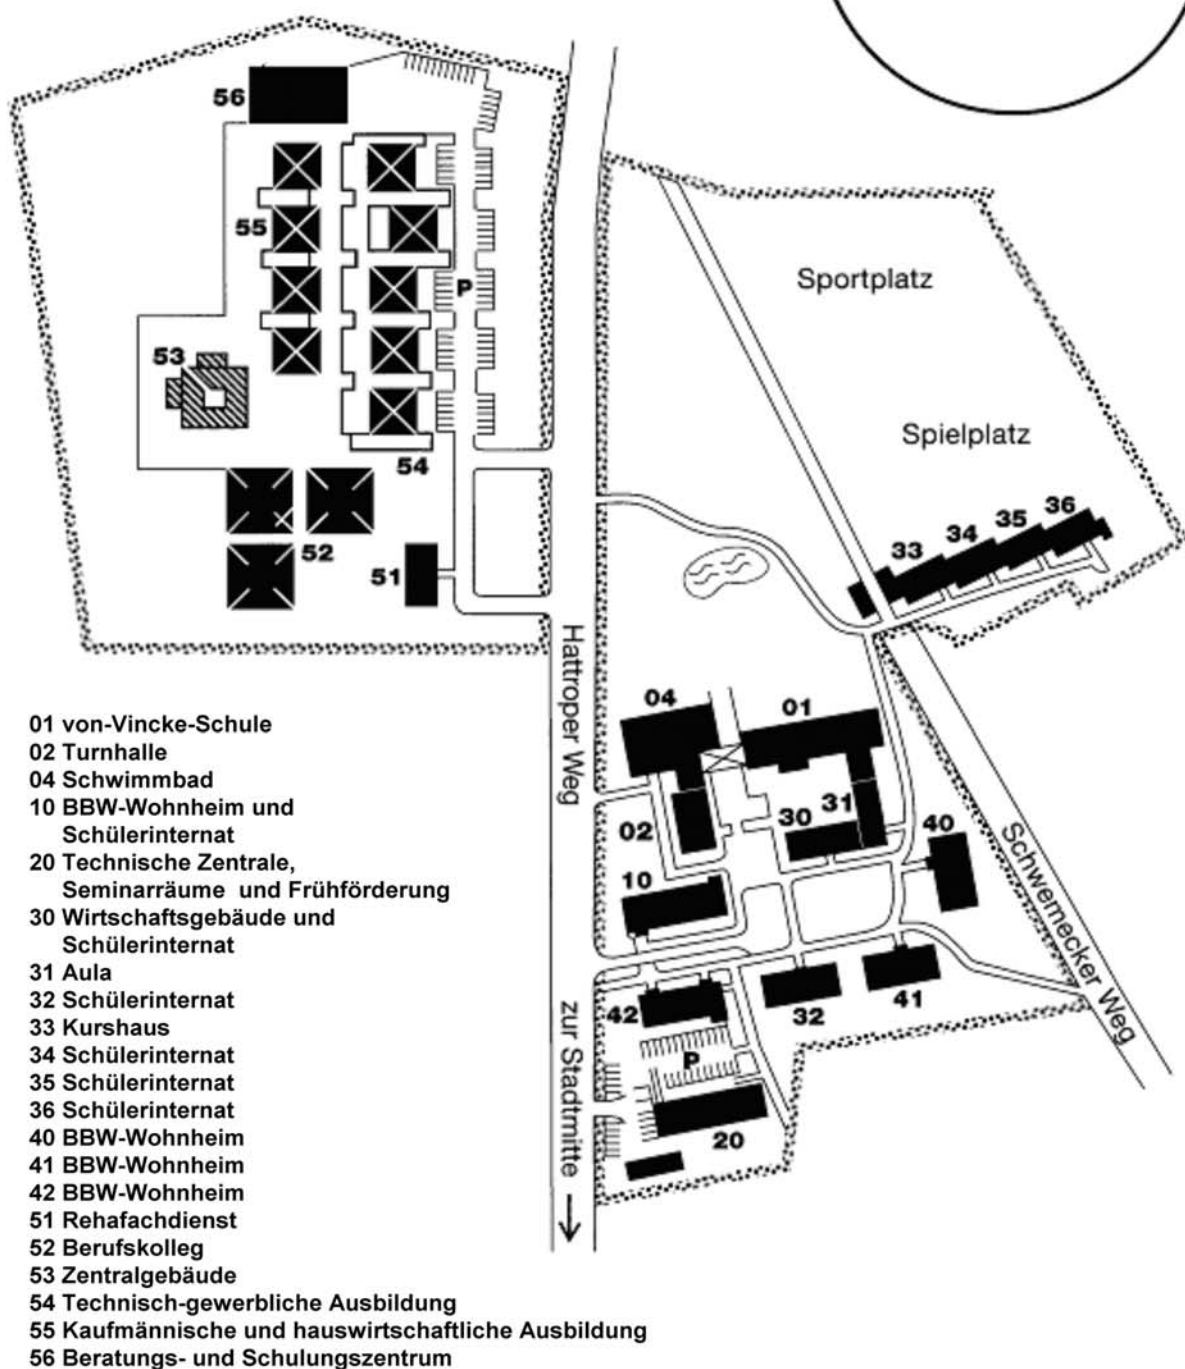 56
55
P
53
54
52
51
Sportplatz
Spielplatz
33 34 35 36
Hattroper Weg
04
01
02
30
31
40
10
Schwemecker Weg
42
32
41
P
20
zur Stadtmitte
01 von-Vincke-Schule
02 Turnhalle
04 Schwimmbad
10 BBW-Wohnheim und
Schülerinternat
20 Technische Zentrale,
Seminarräume und Frühförderung
30 Wirtschaftsgebäude und
Schülerinternat
31 Aula
32 Schülerinternat
33 Kurshaus
34 Schülerinternat
35 Schülerinternat
36 Schülerinternat
40 BBW-Wohnheim
41 BBW-Wohnheim
42 BBW-Wohnheim
51 Rehafachdienst
52 Berufskolleg
53 Zentralgebäude
54 Technisch-gewerbliche Ausbildung
55 Kaufmännische und hauswirtschaftliche Ausbildung
56 Beratungs- und Schulungszentrum